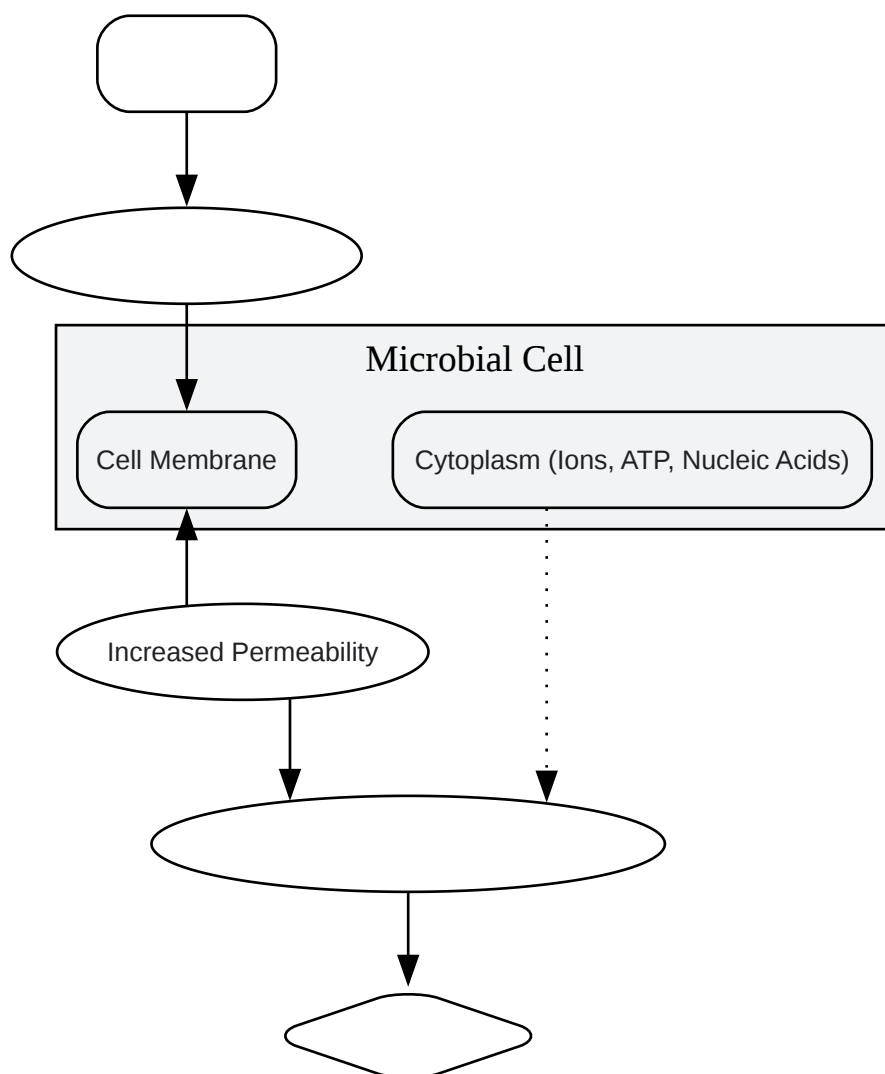 Microbial Cell
Cell Membrane
Cytoplasm (Ions, ATP, Nucleic Acids)
Increased Permeability